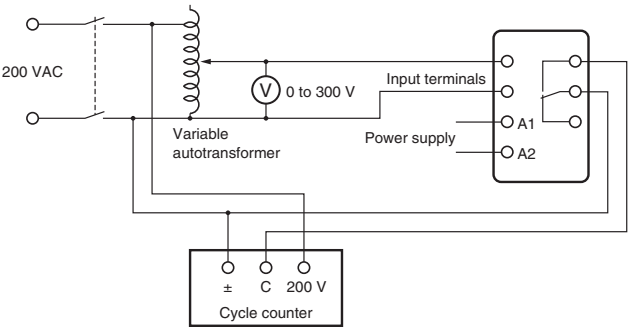 200 VAC
V
0 to 300 V
Variable
autotransformer
Input terminals
Power supply
A1
A2
± C 200 V
Cycle counter